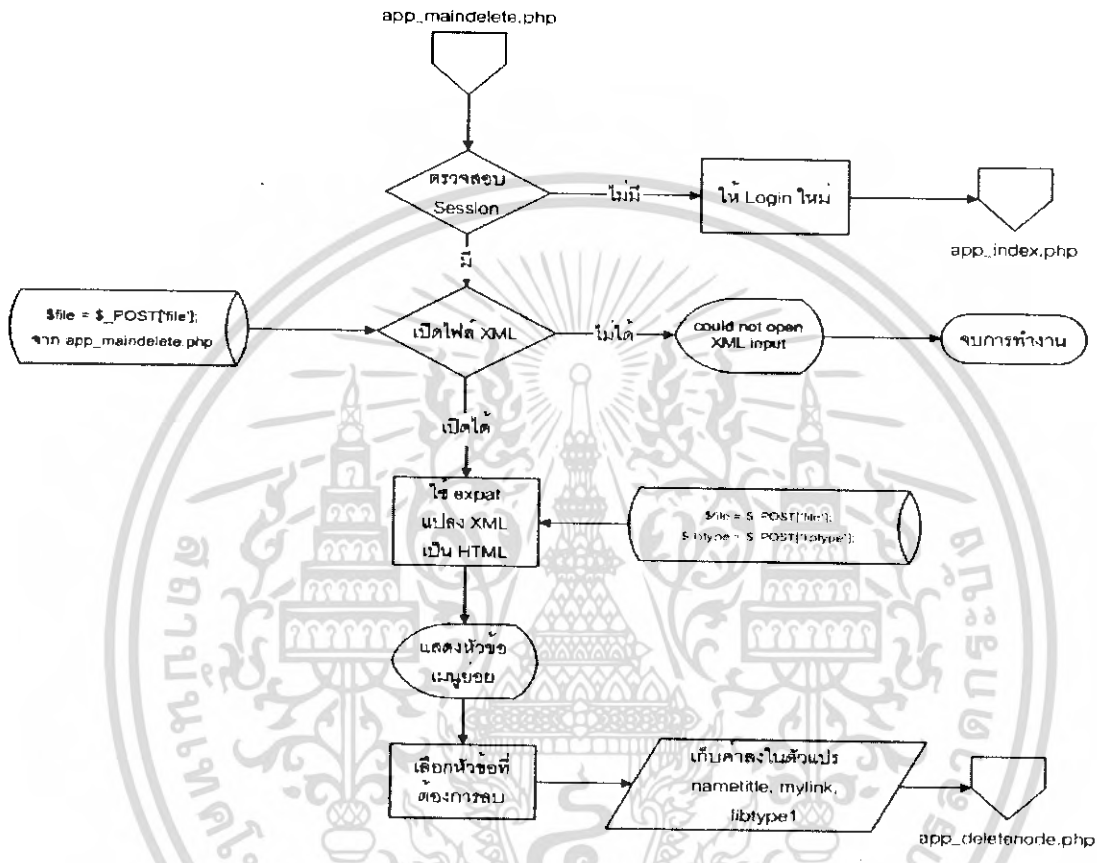 app_maindelete.php
ตรวจสอบ
Session
ไม่มี
ให้ Login ใหม่
app_index.php
มี
$file = $_POST['file'];
จาก app_maindelete.php
เปิดไฟล์ XML
ไม่ได้
could not open
XML input
จบการทำงาน
เปิดได้
ใช้ expat
แปลง XML
เป็น HTML
$file = $_POST['file'];
$libtype = $_POST['libtype'];
แสดงหัวข้อ
เมนูย่อย
เลือกหัวข้อที่
ต้องการลบ
เก็บค่าลงในตัวแปร
nametitle, mylink,
libtype1
app_deletenode.php